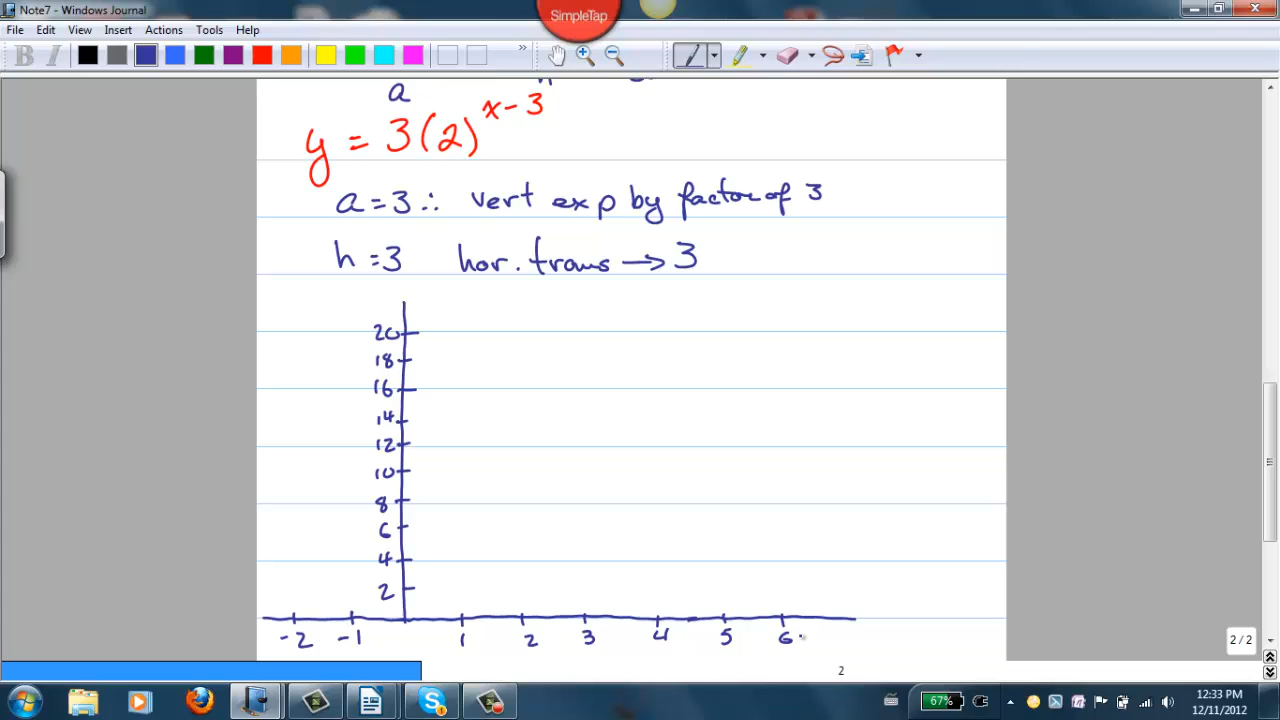 Note7 - Windows Journal
SimpleTap
File Edit View Insert Actions Tools Help
B I
a
y = 3(2)^{x-3}
a = 3 ∴ vert exp by factor of 3
h = 3 hor. trans → 3
20
18
16
14
12
10
8
6
4
2
-2 -1 1 2 3 4 5 6
2 / 2
2
67%
12:33 PM
12/11/2012